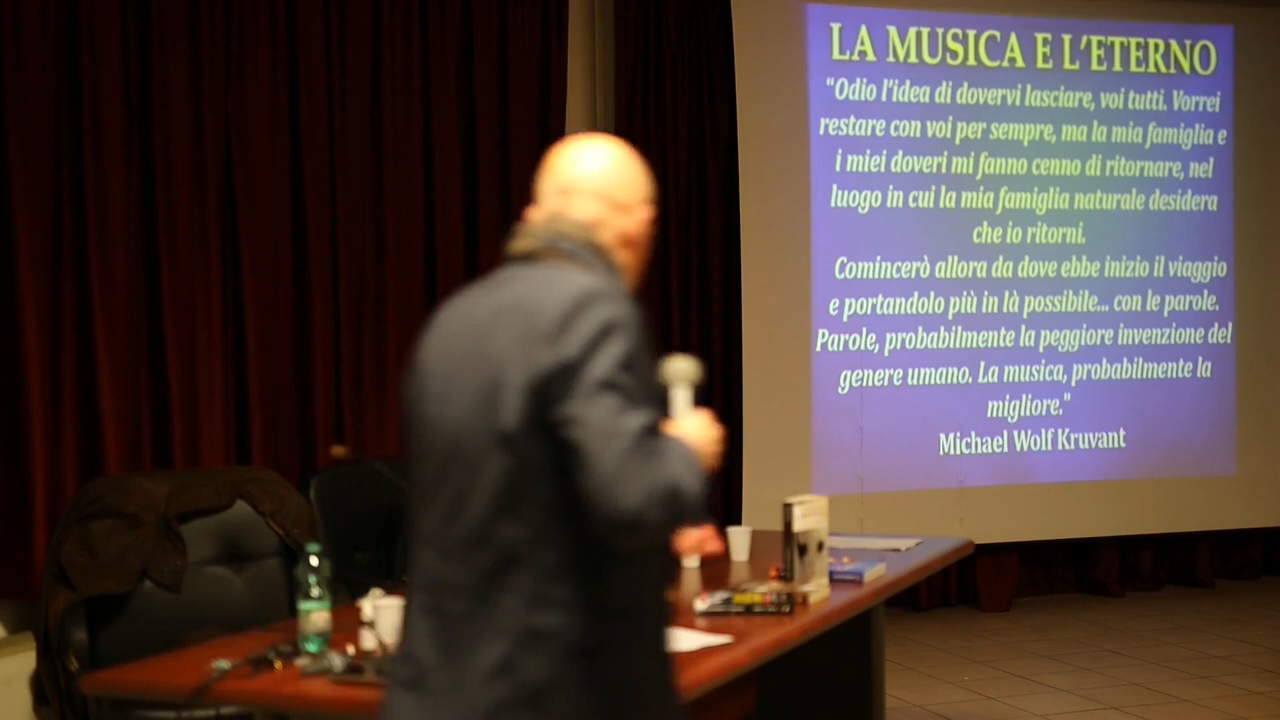 LA MUSICA E L'ETERNO
“Odio l'idea di dovervi lasciare, voi tutti. Vorrei
restare con voi per sempre, ma la mia famiglia e
i miei doveri mi fanno cenno di ritornare, nel
luogo in cui la mia famiglia naturale desidera
che io ritorni.
Comincerò allora da dove ebbe inizio il viaggio
e portandolo più in là possibile... con le parole.
Parole, probabilmente la peggiore invenzione del
genere umano. La musica, probabilmente la
migliore."
Michael Wolf Kruvant